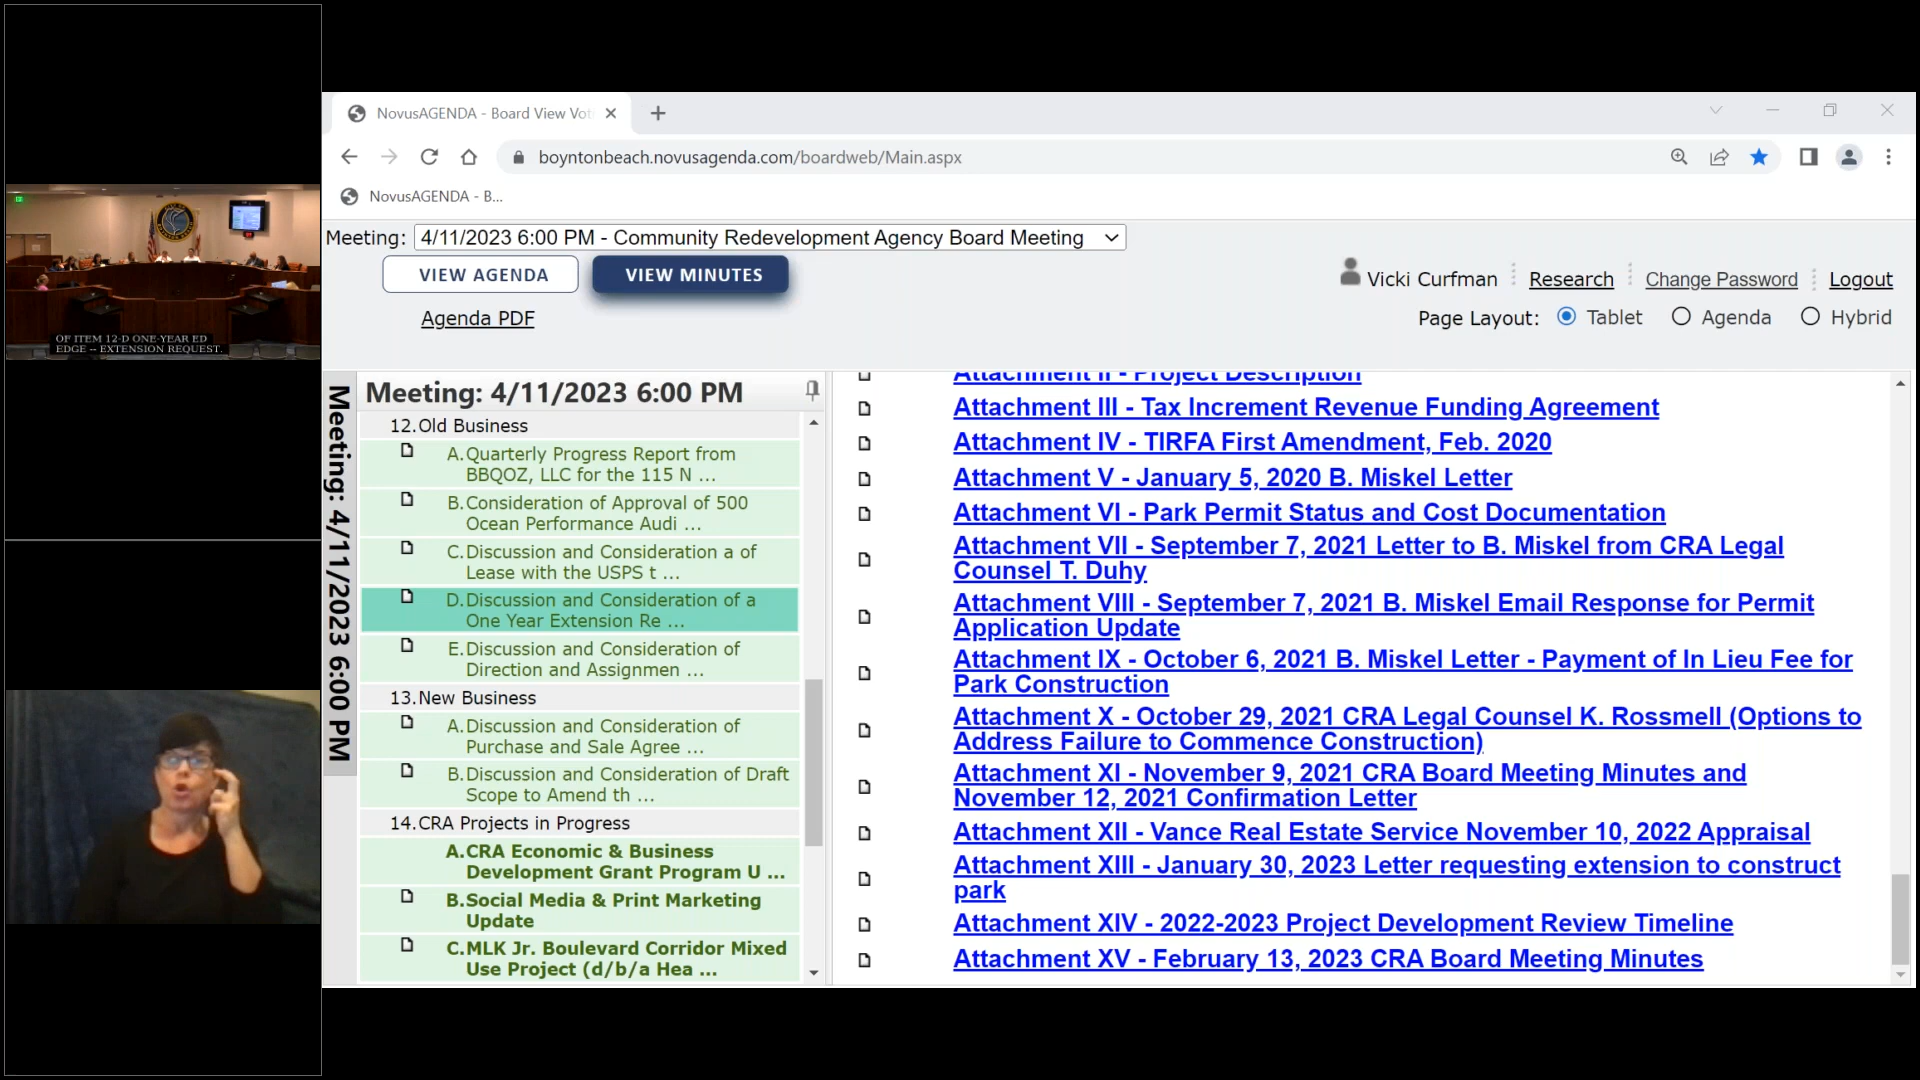 NovusAGENDA - Board View Vot
boyntonbeach.novusagenda.com/boardweb/Main.aspx
NovusAGENDA - B...
Meeting: 4/11/2023 6:00 PM - Community Redevelopment Agency Board Meeting
VIEW AGENDA VIEW MINUTES
Agenda PDF
Vicki Curfman Research Change Password Logout
Page Layout: Tablet Agenda Hybrid
OF ITEM 12-D ONE-YEAR ED
EDGE -- EXTENSION REQUEST.
Meeting: 4/11/2023 6:00 PM
Meeting: 4/11/2023 6:00 PM
12.Old Business
A.Quarterly Progress Report from
BBQOZ, LLC for the 115 N ...
B.Consideration of Approval of 500
Ocean Performance Audi ...
C.Discussion and Consideration a of
Lease with the USPS t ...
D.Discussion and Consideration of a
One Year Extension Re ...
E.Discussion and Consideration of
Direction and Assignmen ...
13.New Business
A.Discussion and Consideration of
Purchase and Sale Agree ...
B.Discussion and Consideration of Draft
Scope to Amend th ...
14.CRA Projects in Progress
A.CRA Economic & Business
Development Grant Program U ...
B.Social Media & Print Marketing
Update
C.MLK Jr. Boulevard Corridor Mixed
Use Project (d/b/a Hea ...
Attachment II - Project Description
Attachment III - Tax Increment Revenue Funding Agreement
Attachment IV - TIRFA First Amendment, Feb. 2020
Attachment V - January 5, 2020 B. Miskel Letter
Attachment VI - Park Permit Status and Cost Documentation
Attachment VII - September 7, 2021 Letter to B. Miskel from CRA Legal
Counsel T. Duhy
Attachment VIII - September 7, 2021 B. Miskel Email Response for Permit
Application Update
Attachment IX - October 6, 2021 B. Miskel Letter - Payment of In Lieu Fee for
Park Construction
Attachment X - October 29, 2021 CRA Legal Counsel K. Rossmell (Options to
Address Failure to Commence Construction)
Attachment XI - November 9, 2021 CRA Board Meeting Minutes and
November 12, 2021 Confirmation Letter
Attachment XII - Vance Real Estate Service November 10, 2022 Appraisal
Attachment XIII - January 30, 2023 Letter requesting extension to construct
park
Attachment XIV - 2022-2023 Project Development Review Timeline
Attachment XV - February 13, 2023 CRA Board Meeting Minutes